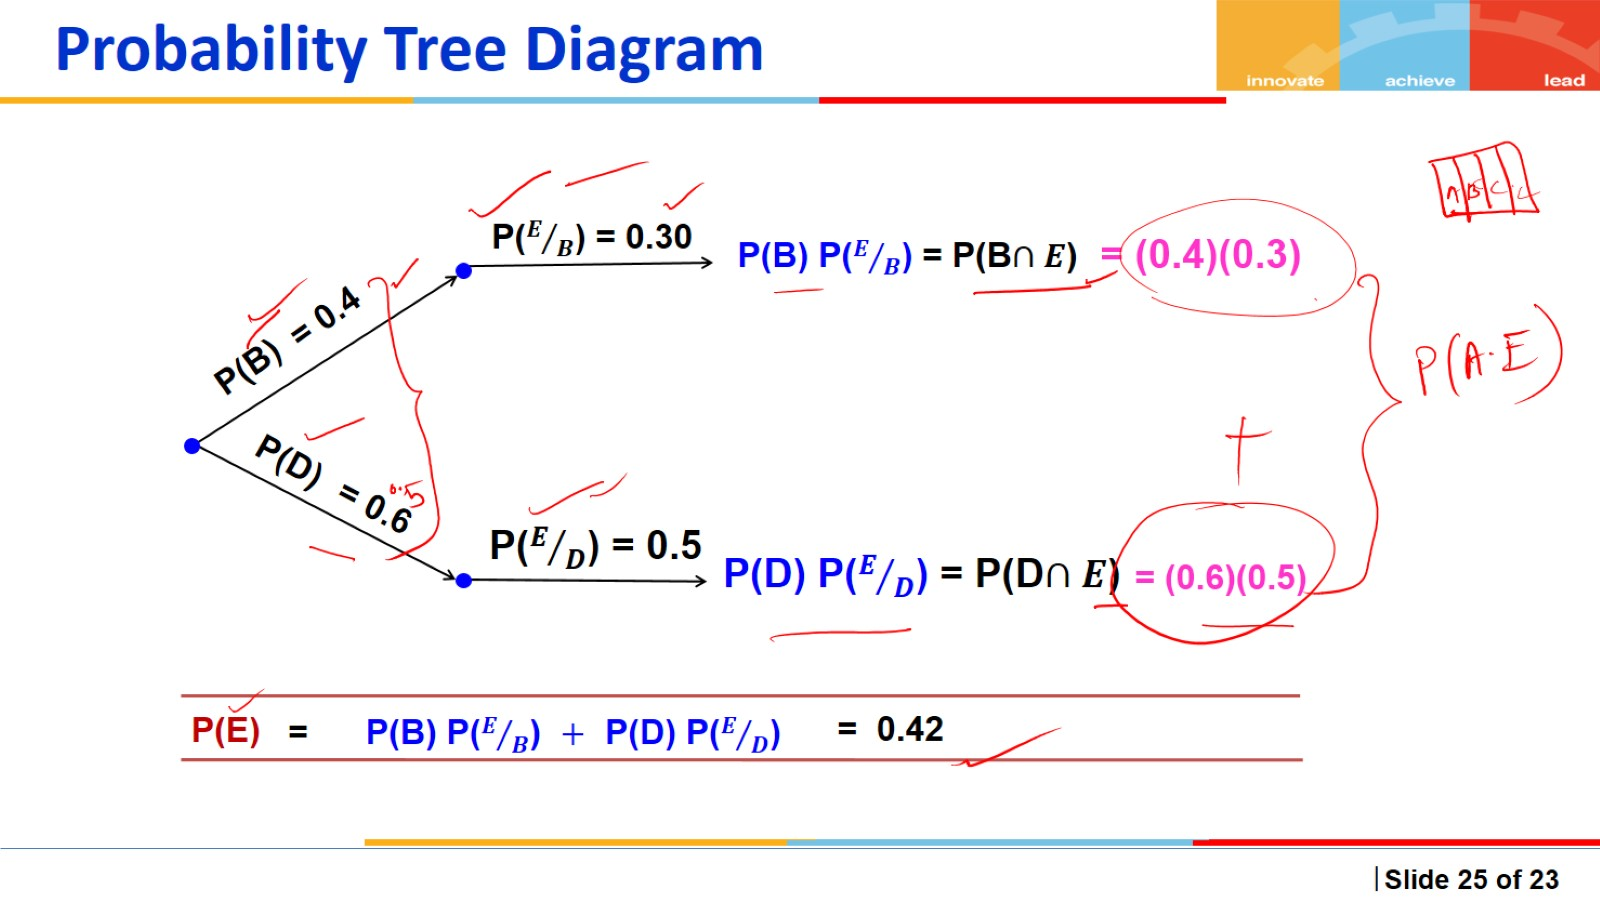 Probability Tree Diagram
innovate achieve lead
P(E/B) = 0.30
A B C
P(B) P(E/B) = P(B∩ E) = (0.4)(0.3)
P(B) = 0.4
P(A·E)
+
P(D) = 0.6
0.5
P(E/D) = 0.5
P(D) P(E/D) = P(D∩ E) = (0.6)(0.5)
P(E) = P(B) P(E/B) + P(D) P(E/D) = 0.42
Slide 25 of 23